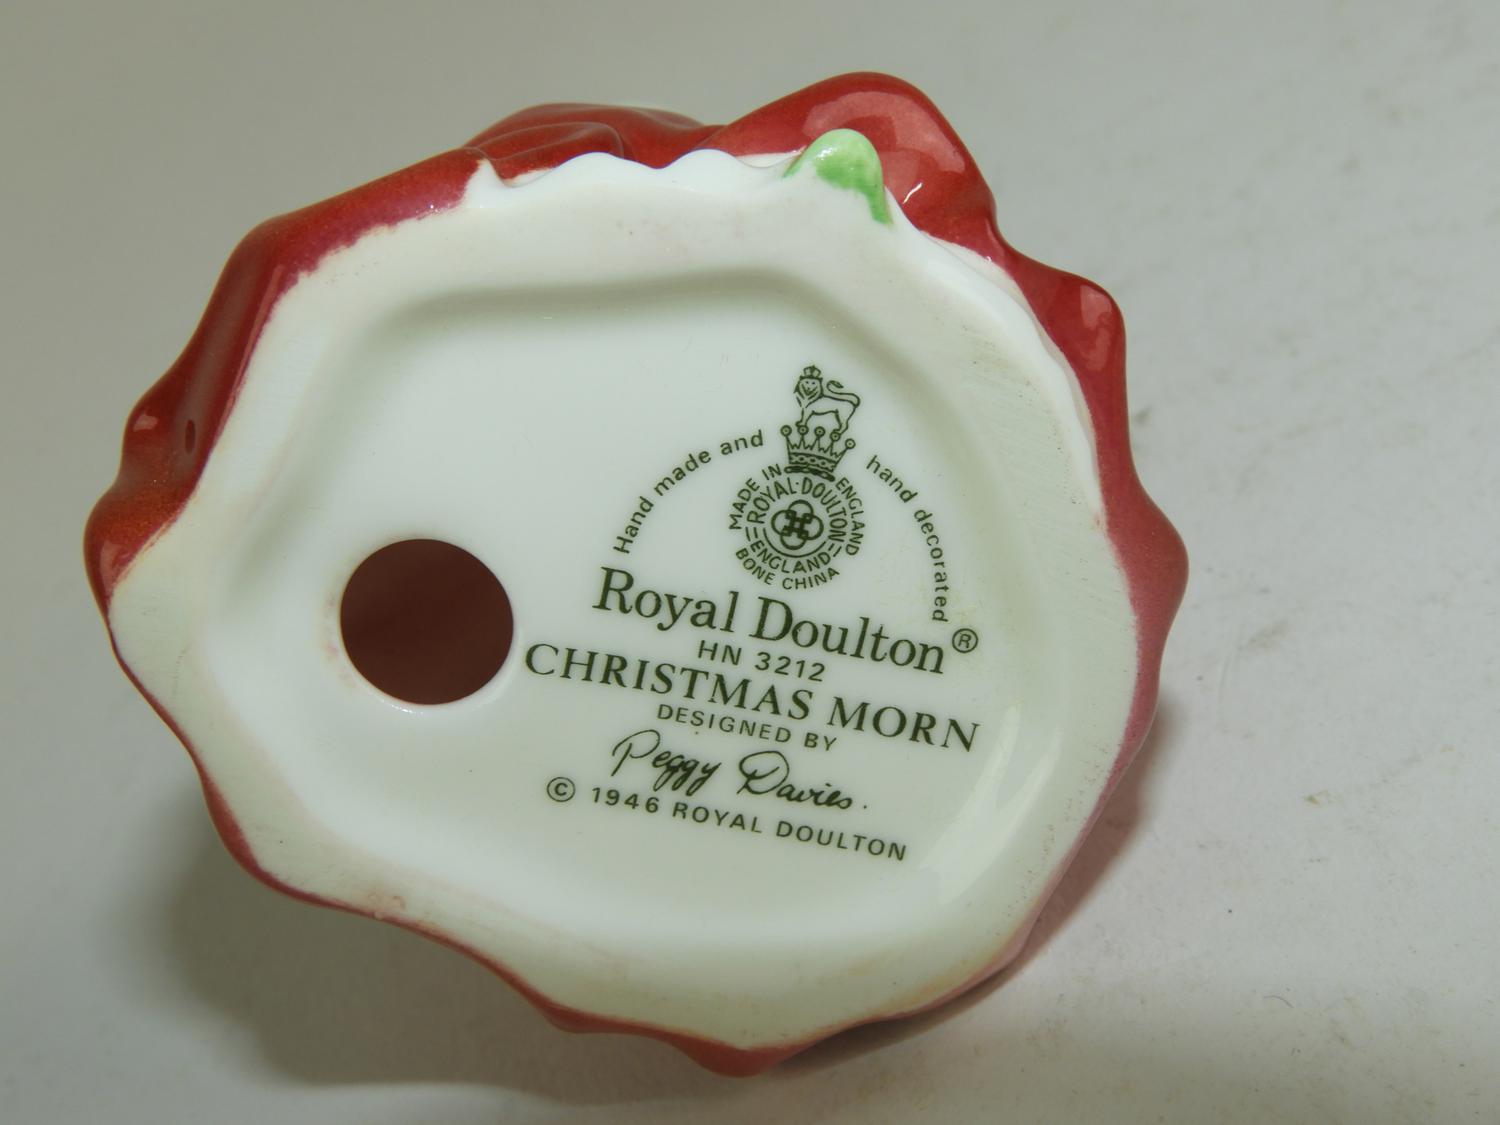 Hand made and hand decorated
MADE IN ENGLAND
ROYAL·DOULTON
ENGLAND
BONE CHINA
Royal Doulton®
HN 3212
CHRISTMAS MORN
DESIGNED BY
Peggy Davies.
© 1946 ROYAL DOULTON